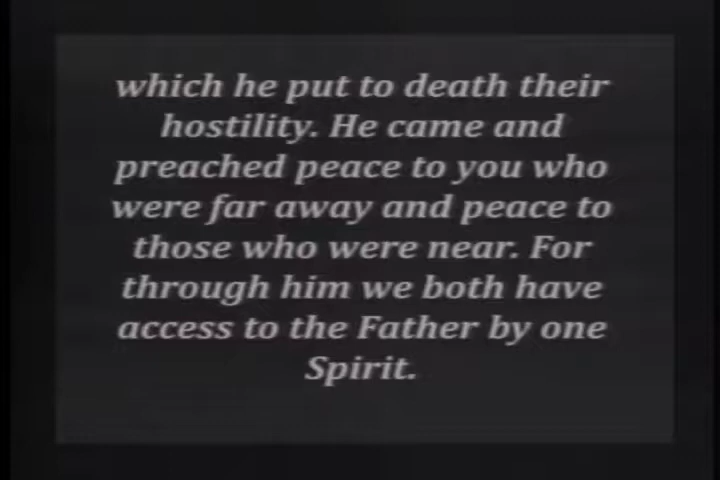 which he put to death their
hostility. He came and
preached peace to you who
were far away and peace to
those who were near. For
through him we both have
access to the Father by one
Spirit.